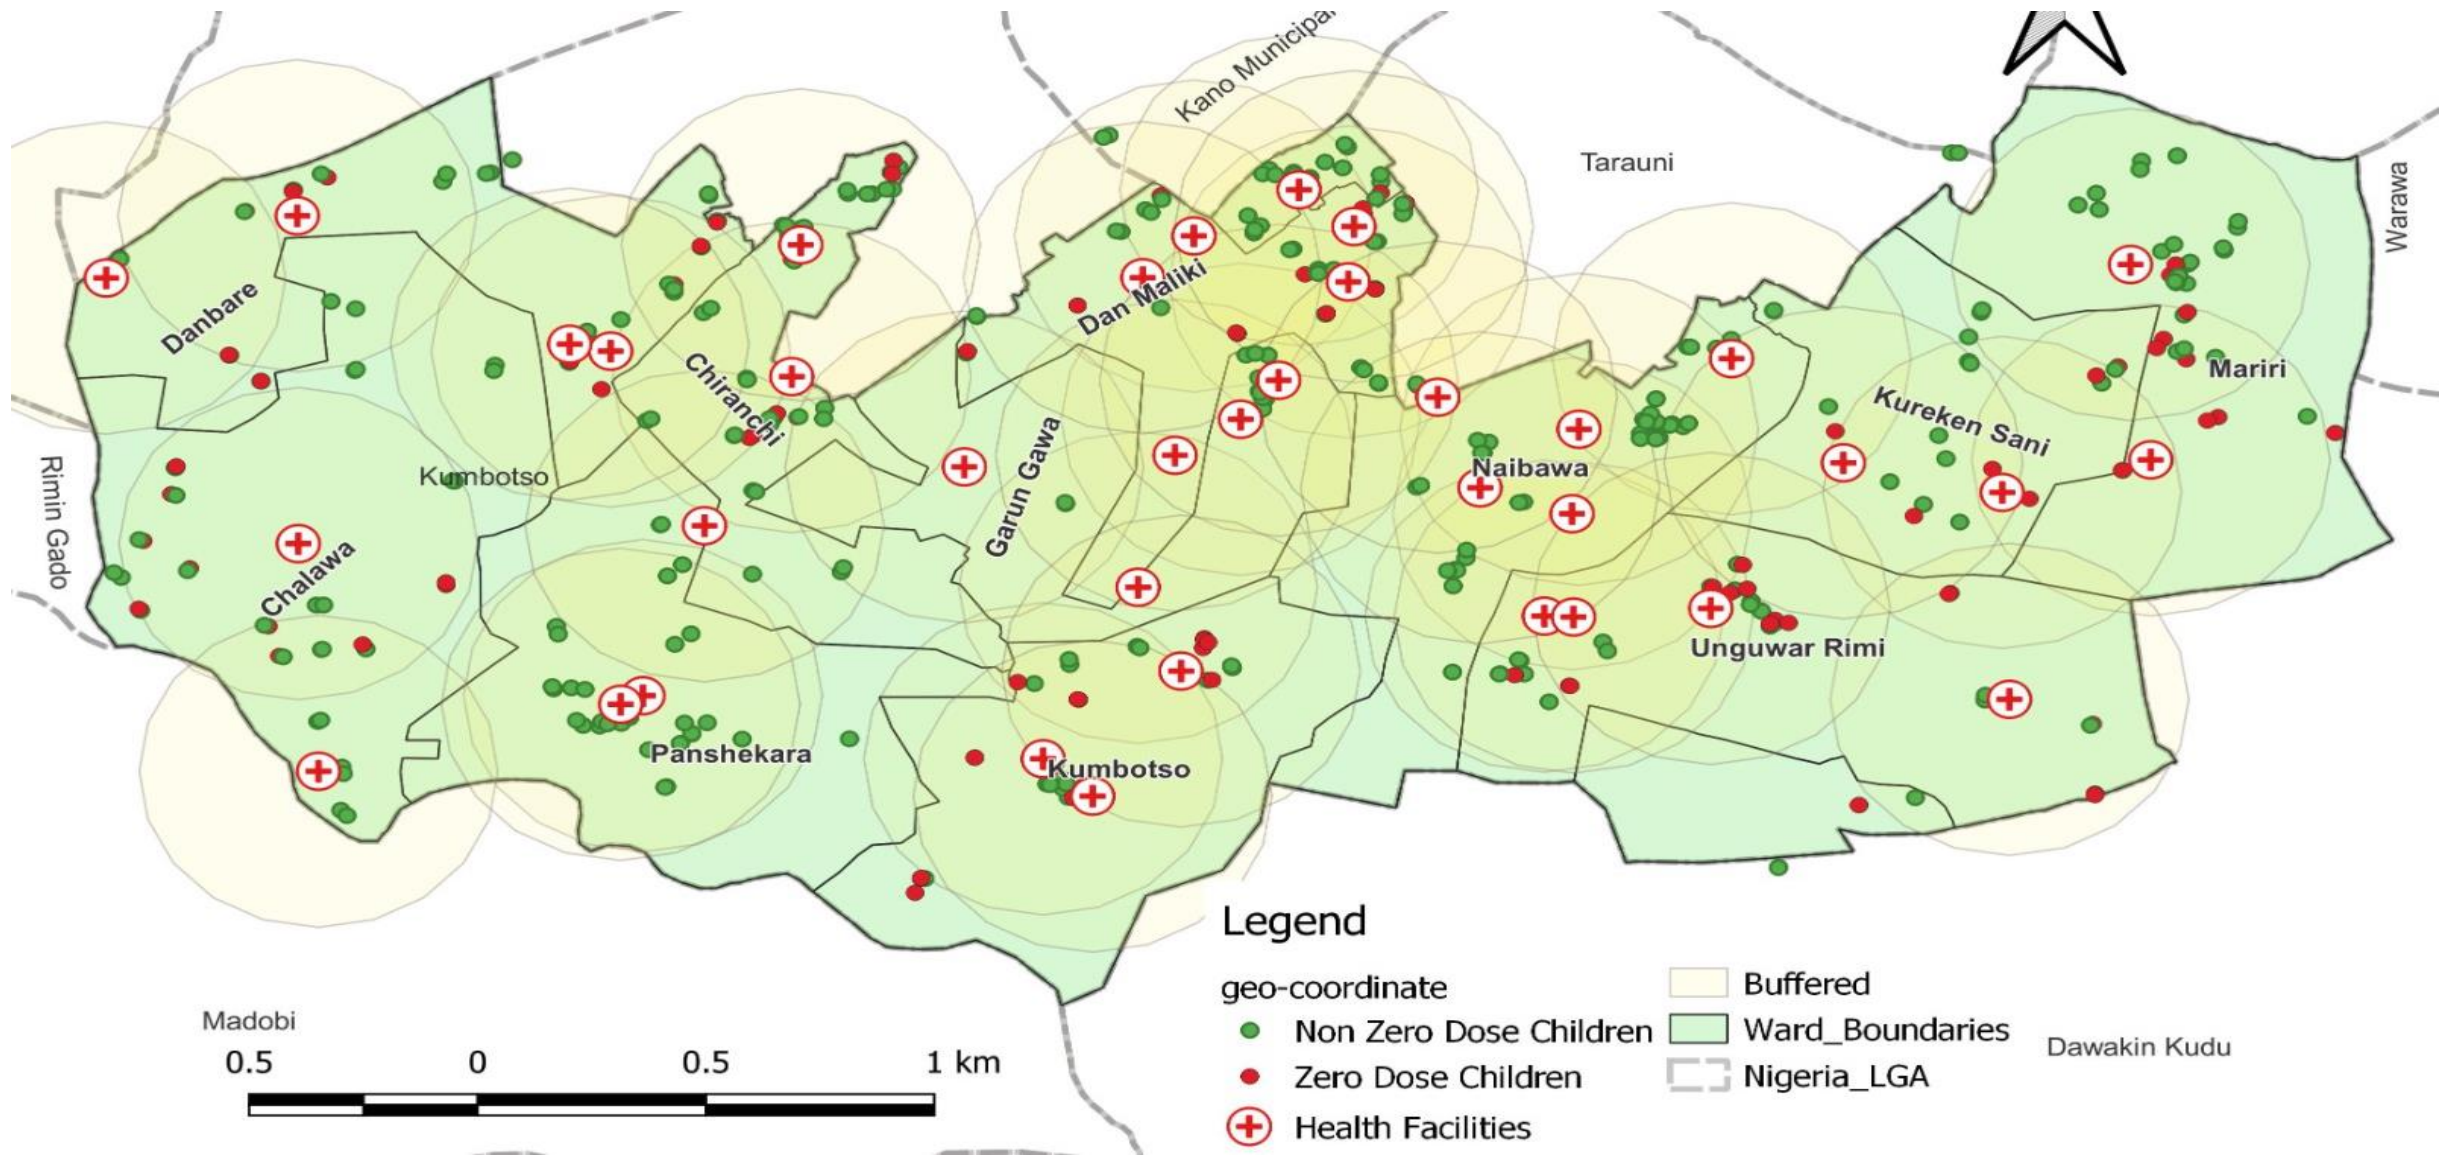 Kano Municipal
Tarauni
Warawa
Danbare
Dan Maliki
Chiranchi
Mariri
Kureken Sani
Rimin Gado
Kumbotso
Garun Gawa
Naibawa
Chalawa
Unguwar Rimi
Panshekara
Kumbotso
Legend
geo-coordinate
Non Zero Dose Children
Zero Dose Children
Health Facilities
Buffered
Ward_Boundaries
Nigeria_LGA
Madobi
Dawakin Kudu
0.5 0 0.5 1 km